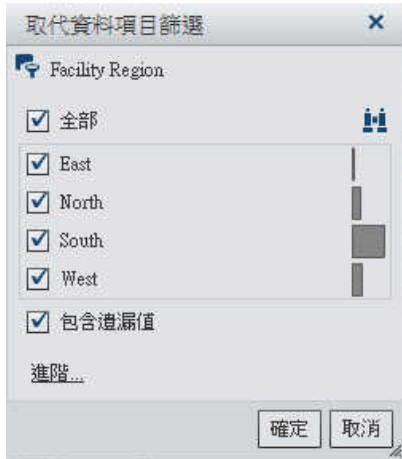 取代資料項目篩選
Facility Region
全部
East
North
South
West
包含遺漏值
進階...
確定 取消